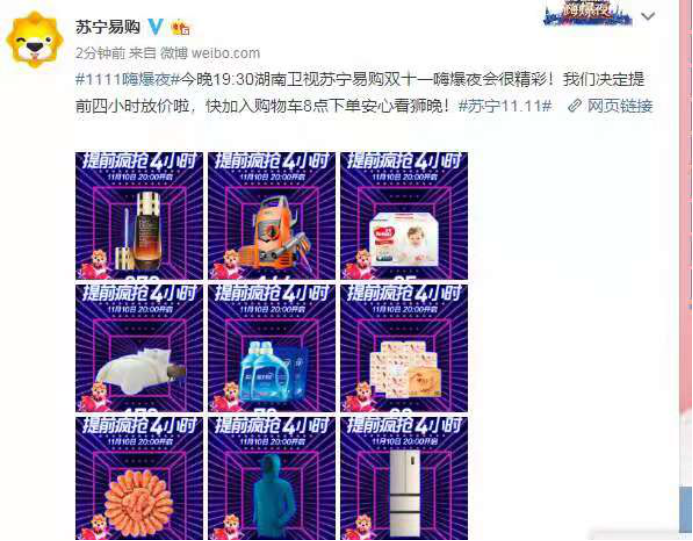 嗨爆夜
苏宁易购 V
2分钟前 来自 微博 weibo.com
#1111嗨爆夜#今晚19:30湖南卫视苏宁易购双十一嗨爆夜会很精彩！我们决定提
前四小时放价啦，快加入购物车8点下单安心看狮晚！#苏宁11.11# 网页链接
提前疯抢4小时 提前疯抢4小时 提前疯抢4小时
11月10日 20:00开启 11月10日 20:00开启 11月10日 20:00开启
提前疯抢4小时 提前疯抢4小时 提前疯抢4小时
11月10日 20:00开启 11月10日 20:00开启 11月10日 20:00开启
提前疯抢4小时 提前疯抢4小时 提前疯抢4小时
11月10日 20:00开启 11月10日 20:00开启 11月10日 20:00开启